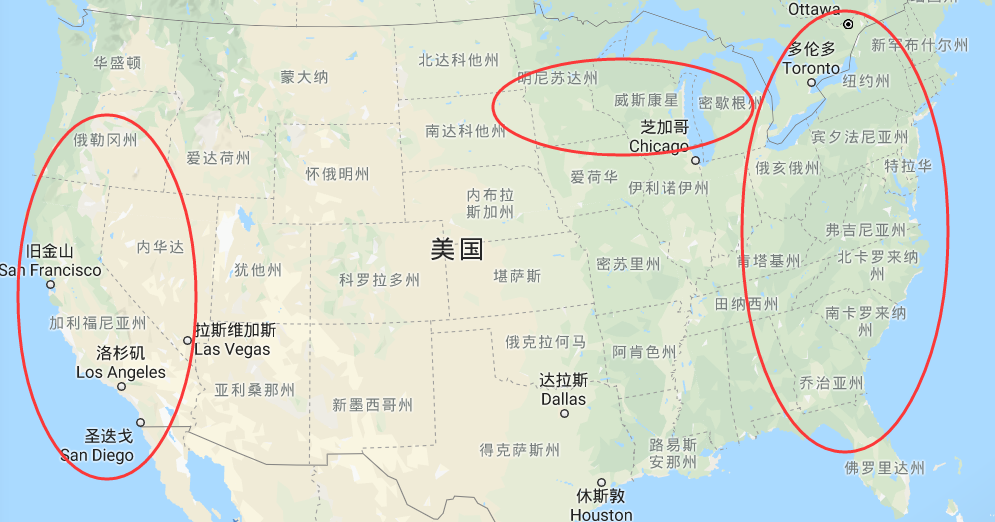 Ottawa
多伦多
Toronto
新罕布什尔州
纽约州
华盛顿
蒙大纳
北达科他州
明尼苏达州
威斯康星
密歇根州
芝加哥
Chicago
南达科他州
俄勒冈州
爱达荷州
怀俄明州
宾夕法尼亚州
俄亥俄州
特拉华
爱荷华
伊利诺伊州
内布拉
斯加州
旧金山
San Francisco
内华达
犹他州
科罗拉多州
美国
堪萨斯
密苏里州
肯塔基州
弗吉尼亚州
北卡罗来纳
州
田纳西州
南卡罗来纳
州
加利福尼亚州
拉斯维加斯
Las Vegas
洛杉矶
Los Angeles
俄克拉何马
阿肯色州
亚利桑那州
新墨西哥州
达拉斯
Dallas
乔治亚州
圣迭戈
San Diego
得克萨斯州
路易斯
安那州
佛罗里达州
休斯敦
Houston